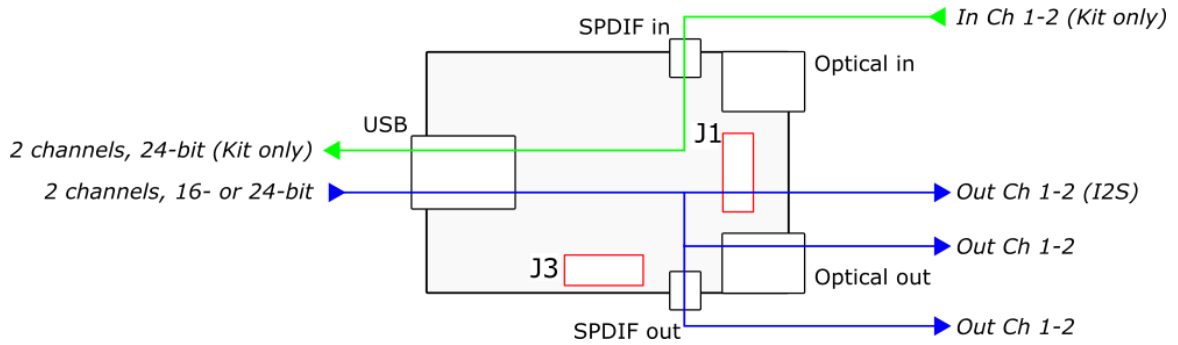 In Ch 1-2 (Kit only)
SPDIF in
Optical in
USB
J1
2 channels, 24-bit (Kit only)
2 channels, 16- or 24-bit
Out Ch 1-2 (I2S)
Out Ch 1-2
J3
Optical out
SPDIF out
Out Ch 1-2